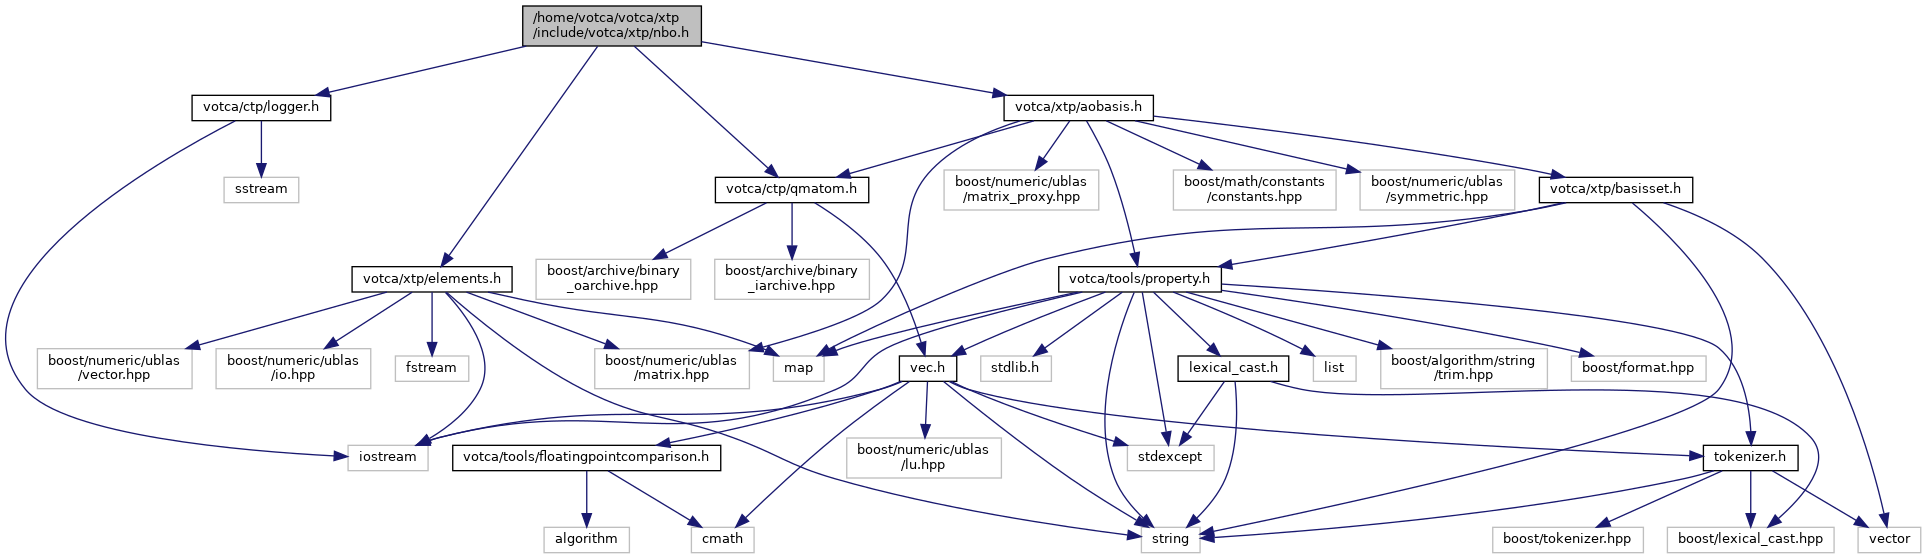 /home/votca/votca/xtp
/include/votca/xtp/nbo.h
votca/ctp/logger.h
votca/xtp/aobasis.h
sstream
votca/ctp/qmatom.h
boost/numeric/ublas
/matrix_proxy.hpp
boost/math/constants
/constants.hpp
boost/numeric/ublas
/symmetric.hpp
votca/xtp/basisset.h
votca/xtp/elements.h
boost/archive/binary
_oarchive.hpp
boost/archive/binary
_iarchive.hpp
votca/tools/property.h
boost/numeric/ublas
/vector.hpp
boost/numeric/ublas
/io.hpp
fstream
boost/numeric/ublas
/matrix.hpp
map
vec.h
stdlib.h
lexical_cast.h
list
boost/algorithm/string
/trim.hpp
boost/format.hpp
iostream
votca/tools/floatingpointcomparison.h
boost/numeric/ublas
/lu.hpp
stdexcept
tokenizer.h
algorithm
cmath
string
boost/tokenizer.hpp
boost/lexical_cast.hpp
vector